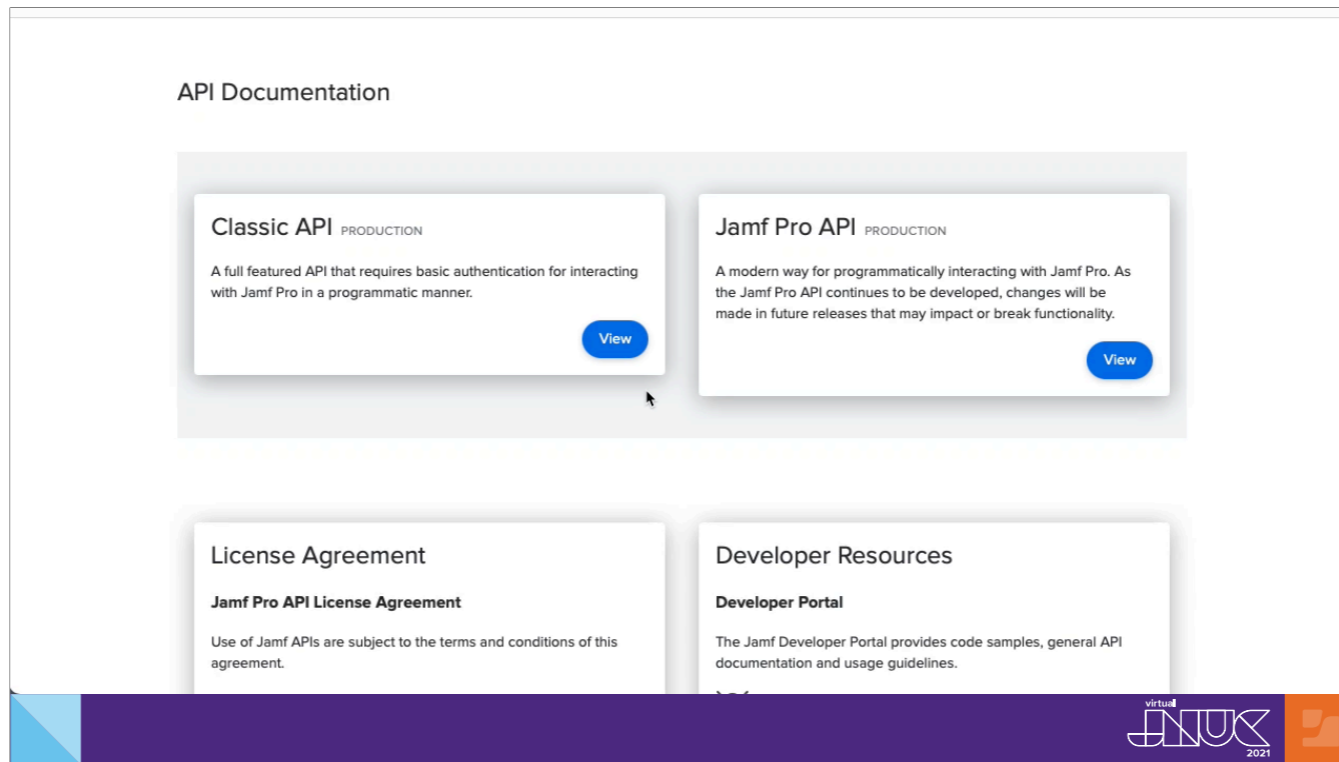 API Documentation
Classic API PRODUCTION
A full featured API that requires basic authentication for interacting
with Jamf Pro in a programmatic manner.
View
Jamf Pro API PRODUCTION
A modern way for programmatically interacting with Jamf Pro. As
the Jamf Pro API continues to be developed, changes will be
made in future releases that may impact or break functionality.
View
License Agreement
Jamf Pro API License Agreement
Use of Jamf APIs are subject to the terms and conditions of this
agreement.
Developer Resources
Developer Portal
The Jamf Developer Portal provides code samples, general API
documentation and usage guidelines.
virtual
JNUC
2021